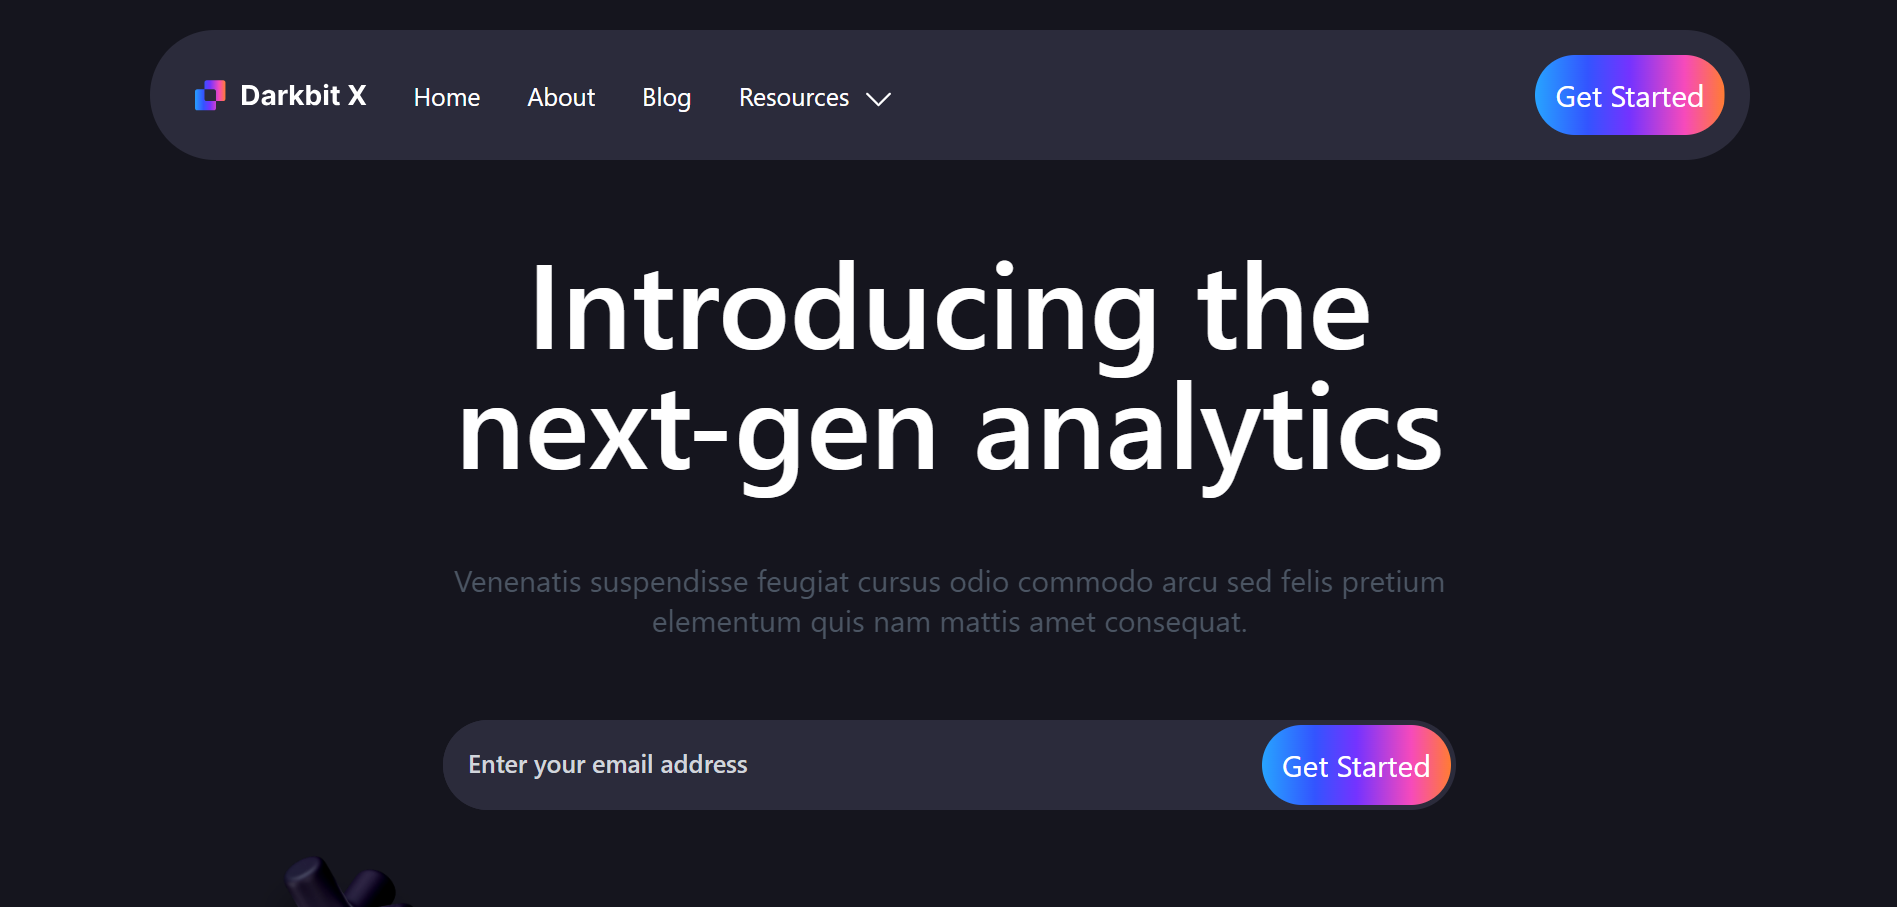 Darkbit X Home About Blog Resources Get Started
Introducing the
next-gen analytics
Venenatis suspendisse feugiat cursus odio commodo arcu sed felis pretium
elementum quis nam mattis amet consequat.
Enter your email address Get Started